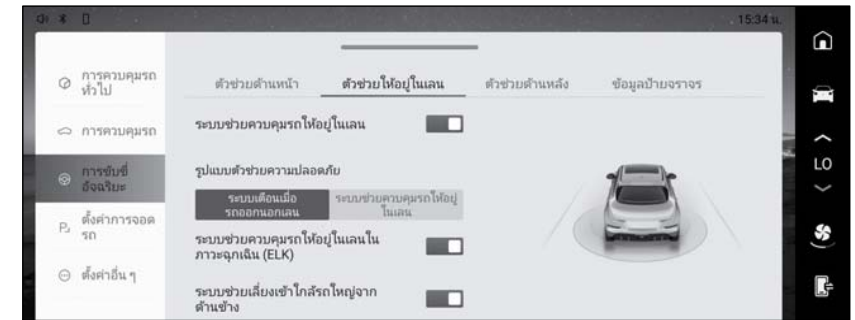 15:34 น.
การควบคุมรถ
ทั่วไป
การควบคุมรถ
การขับขี่
อัจฉริยะ
ตั้งค่าการจอด
รถ
ตั้งค่าอื่น ๆ
ตัวช่วยด้านหน้า
ตัวช่วยให้อยู่ในเลน
ตัวช่วยด้านหลัง
ข้อมูลป้ายจราจร
ระบบช่วยควบคุมรถให้อยู่ในเลน
รูปแบบตัวช่วยความปลอดภัย
ระบบเตือนเมื่อ
รถออกนอกเลน
ระบบช่วยควบคุมรถให้อยู่
ในเลน
ระบบช่วยควบคุมรถให้อยู่ในเลนใน
ภาวะฉุกเฉิน (ELK)
ระบบช่วยเลี่ยงเข้าใกล้รถใหญ่จาก
ด้านข้าง
LO